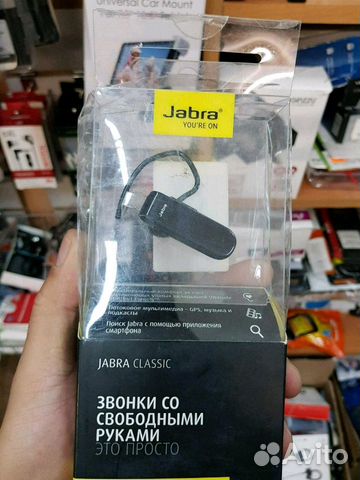 Universal Car Mount
Jabra
YOU'RE ON
Jabra
Потоковое мультимедиа – GPS, музыка и
подкасты
Поиск Jabra с помощью приложения
смартфона
JABRA CLASSIC
ЗВОНКИ СО
СВОБОДНЫМИ
РУКАМИ
ЭТО ПРОСТО
Avito